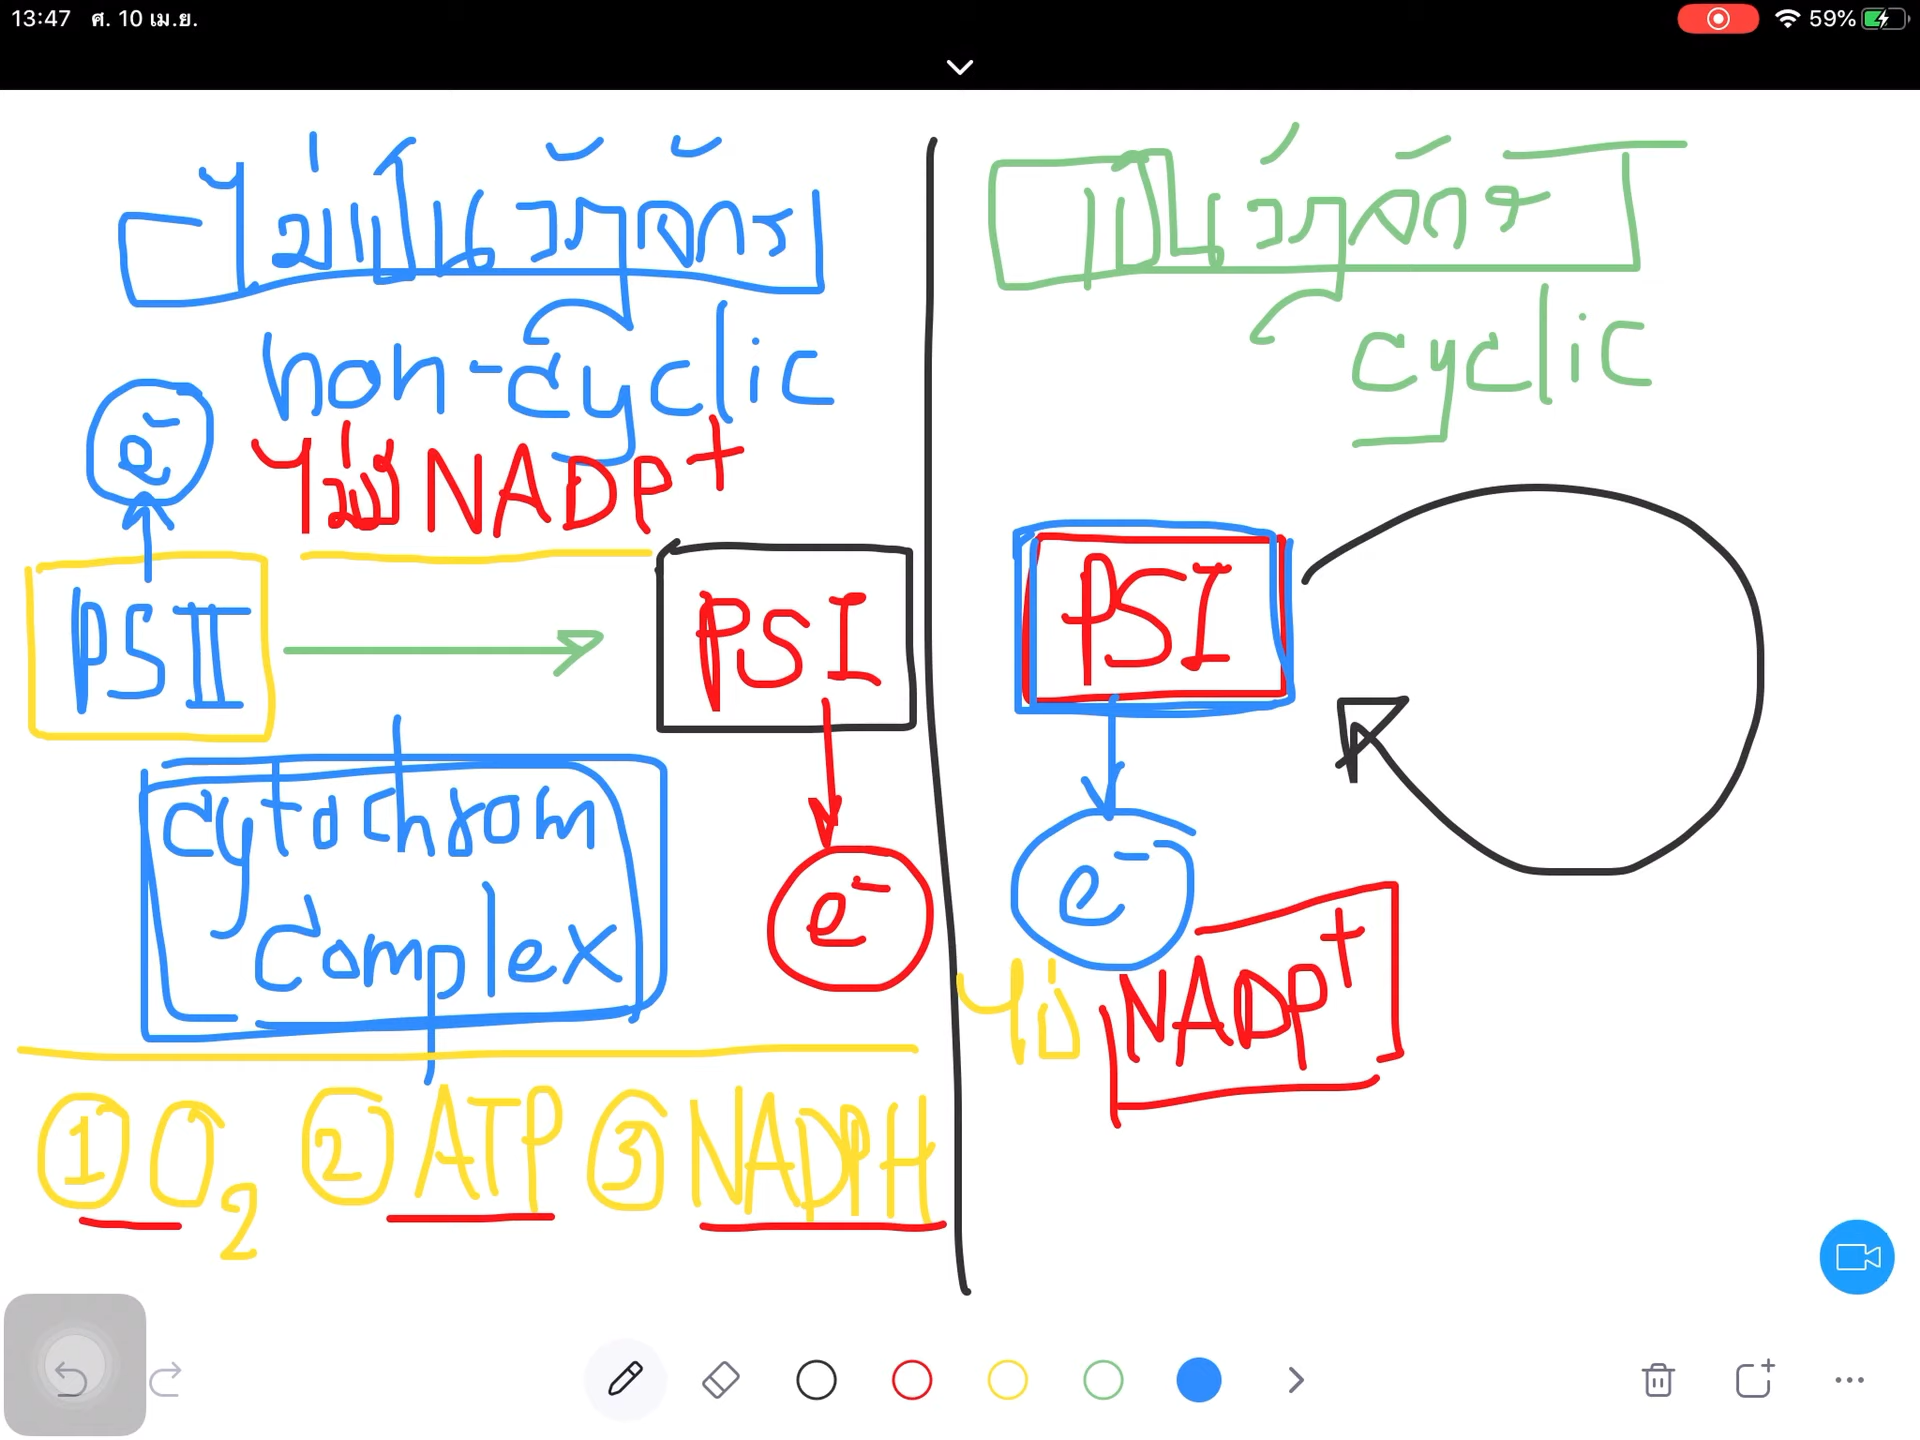 13:47 ศ. 10 เม.ย.
59%
ไม่เป็นวัฏจักร
non-cyclic
e-
ไม่มี NADP+
PSII
PSI
cytochrom
complex
e-
① O2 ② ATP ③ NADPH
เป็นวัฏจักร
cyclic
PSI
e-
NADP+